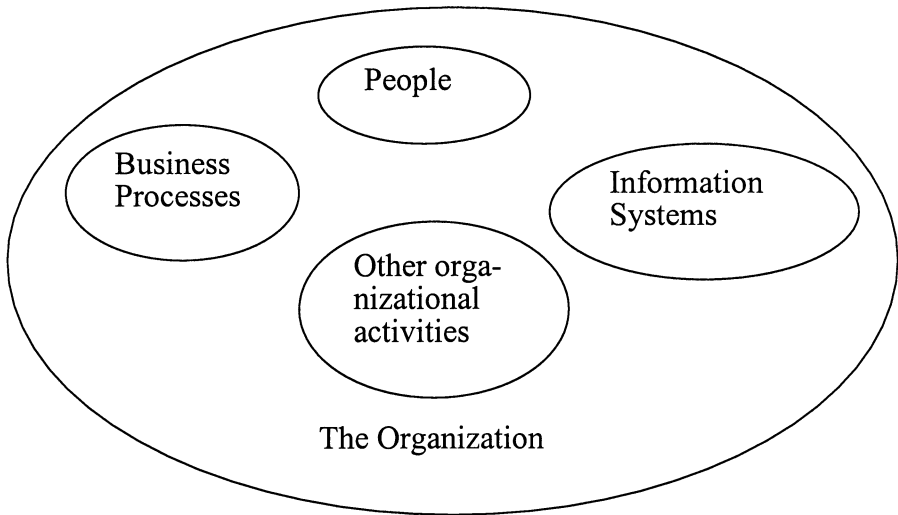 People
Business
Processes
Information
Systems
Other orga-
nizational
activities
The Organization